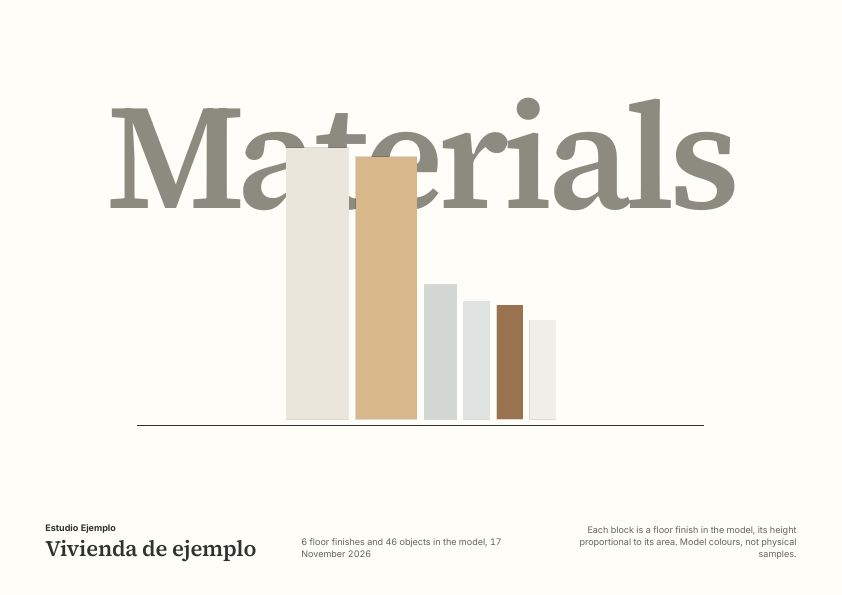 Materials
Estudio Ejemplo
Vivienda de ejemplo
6 floor finishes and 46 objects in the model, 17
November 2026
Each block is a floor finish in the model, its height
proportional to its area. Model colours, not physical
samples.